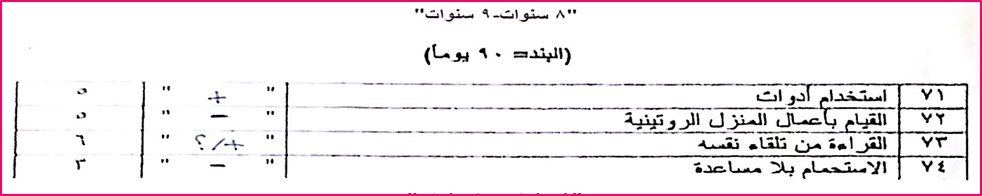 "٨ سنوات-٩ سنوات"
(البند= ٩٠ يوماً)
٧١ استخدام أدوات " + " ٥
٧٢ القيام بأعمال المنزل الروتينية " – " ٥
٧٣ القراءة من تلقاء نفسه " +/؟ " ٦
٧٤ الاستحمام بلا مساعدة " – " ٣